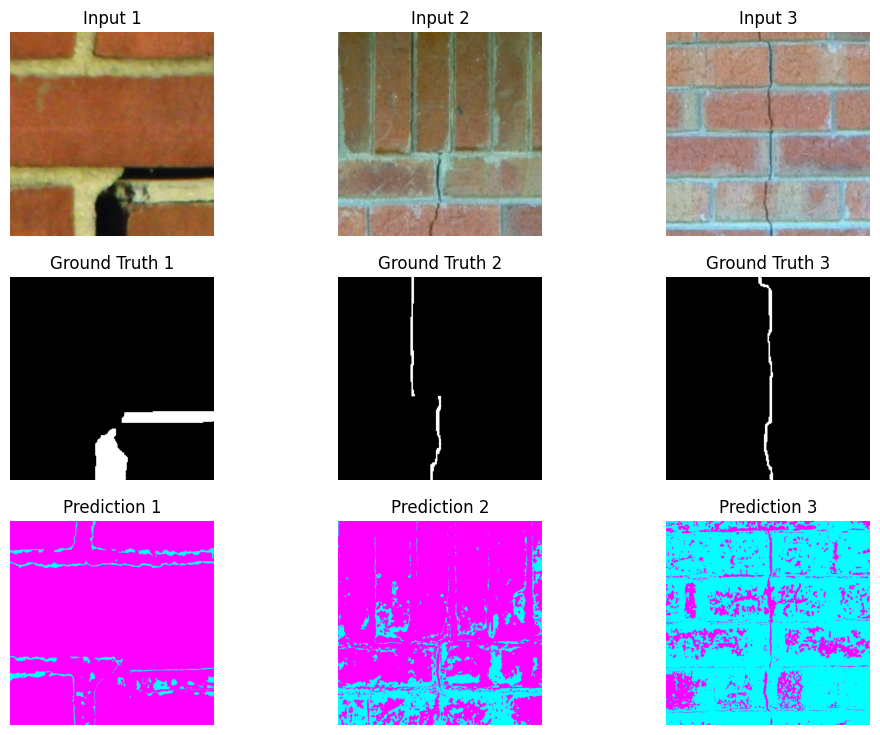 Input 1
Input 2
Input 3
Ground Truth 1
Ground Truth 2
Ground Truth 3
Prediction 1
Prediction 2
Prediction 3